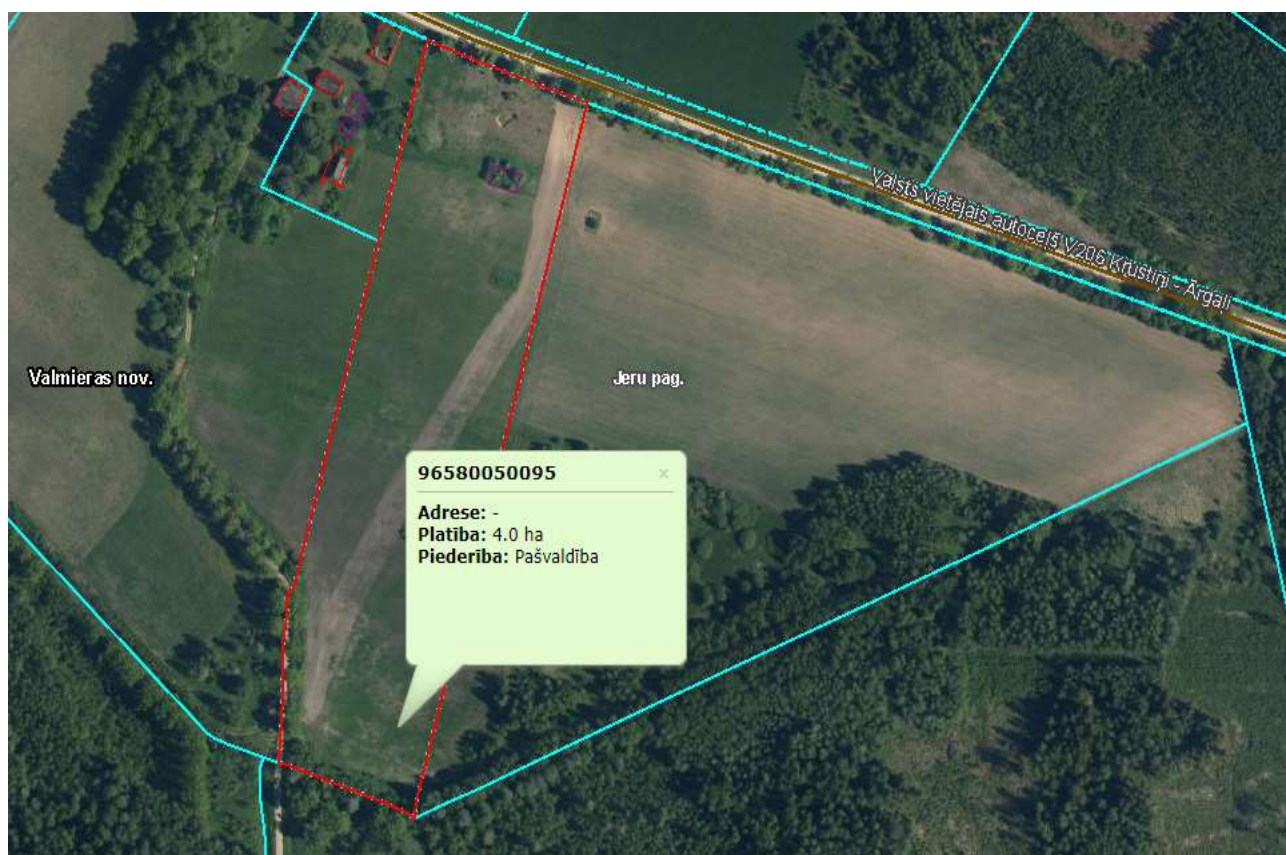 Valsts vietējais autoceļš V206 Krustiņi - Ārgaļi
Valmieras nov.
Jeru pag.
96580050095
×
Adrese: -
Platība: 4.0 ha
Piederība: Pašvaldība